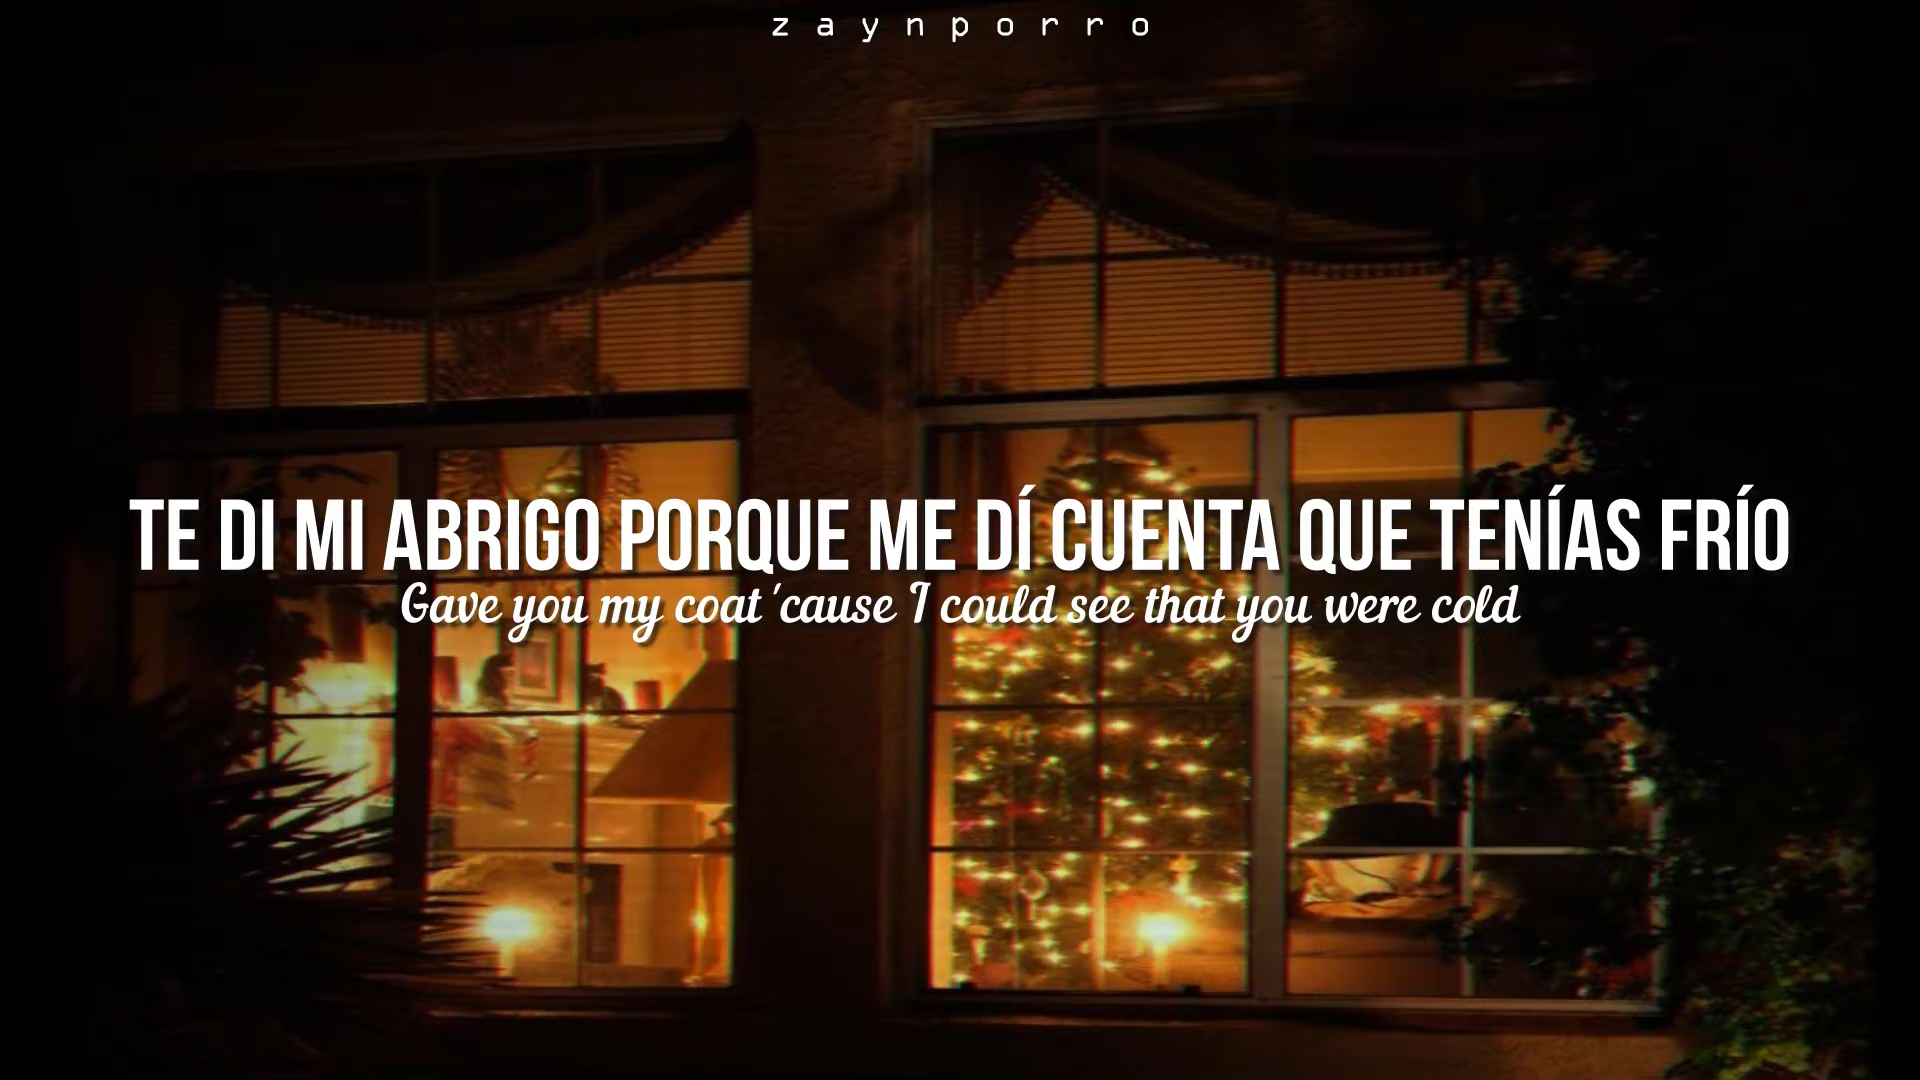 zaynporro
TE DI MI ABRIGO PORQUE ME DÍ CUENTA QUE TENÍAS FRÍO
Gave you my coat 'cause I could see that you were cold